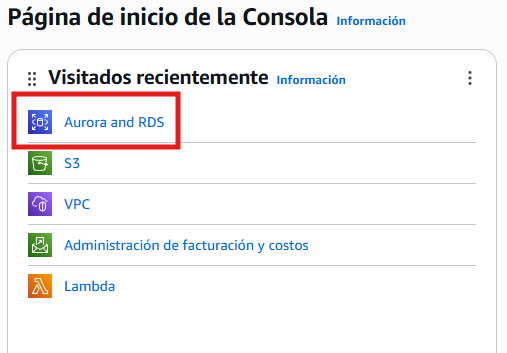 Página de inicio de la Consola Información
Visitados recientemente Información
Aurora and RDS
S3
VPC
Administración de facturación y costos
Lambda